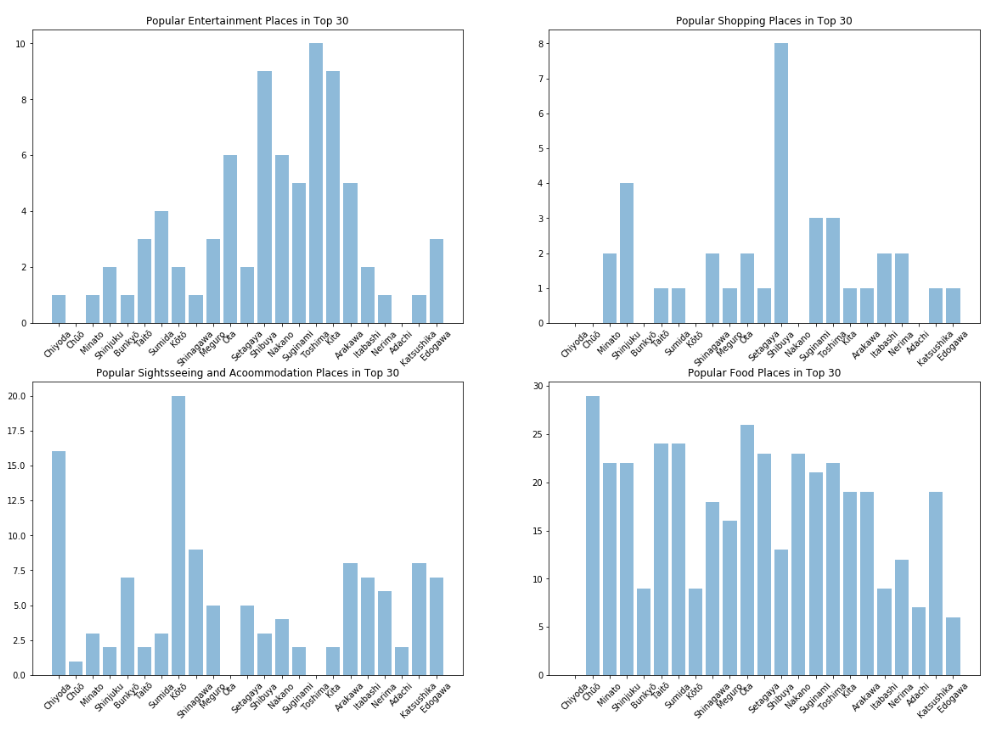 Popular Entertainment Places in Top 30
10
8
6
4
2
0
Chiyoda
Chūō
Minato
Shinjuku
Bunkyō
Taitō
Sumida
Kōtō
Shinagawa
Meguro
Ōta
Setagaya
Shibuya
Nakano
Suginami
Toshima
Kita
Arakawa
Itabashi
Nerima
Adachi
Katsushika
Edogawa
Popular Shopping Places in Top 30
8
7
6
5
4
3
2
1
0
Chiyoda
Chūō
Minato
Shinjuku
Bunkyō
Taitō
Sumida
Kōtō
Shinagawa
Meguro
Ōta
Setagaya
Shibuya
Nakano
Suginami
Toshima
Kita
Arakawa
Itabashi
Nerima
Adachi
Katsushika
Edogawa
Popular Sightsseeing and Acoommodation Places in Top 30
20.0
17.5
15.0
12.5
10.0
7.5
5.0
2.5
0.0
Chiyoda
Chūō
Minato
Shinjuku
Bunkyō
Taitō
Sumida
Kōtō
Shinagawa
Meguro
Ōta
Setagaya
Shibuya
Nakano
Suginami
Toshima
Kita
Arakawa
Itabashi
Nerima
Adachi
Katsushika
Edogawa
Popular Food Places in Top 30
30
25
20
15
10
5
0
Chiyoda
Chūō
Minato
Shinjuku
Bunkyō
Taitō
Sumida
Kōtō
Shinagawa
Meguro
Ōta
Setagaya
Shibuya
Nakano
Suginami
Toshima
Kita
Arakawa
Itabashi
Nerima
Adachi
Katsushika
Edogawa